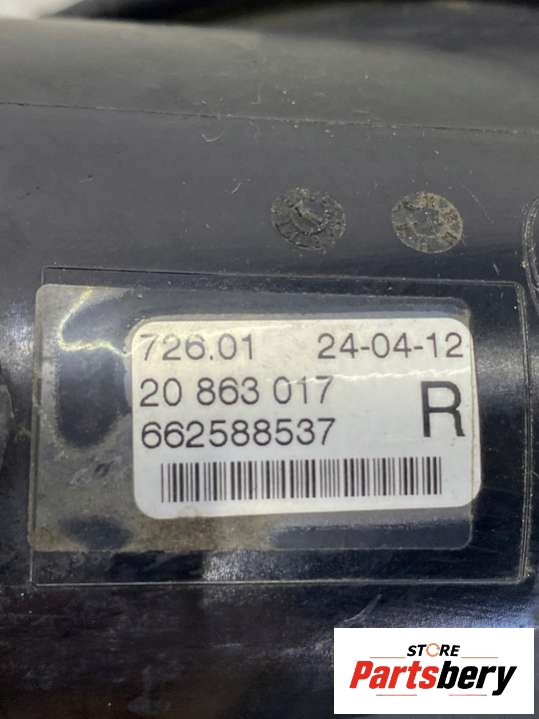 726.01 24-04-12
20 863 017
662588537 R
STORE
Partsbery